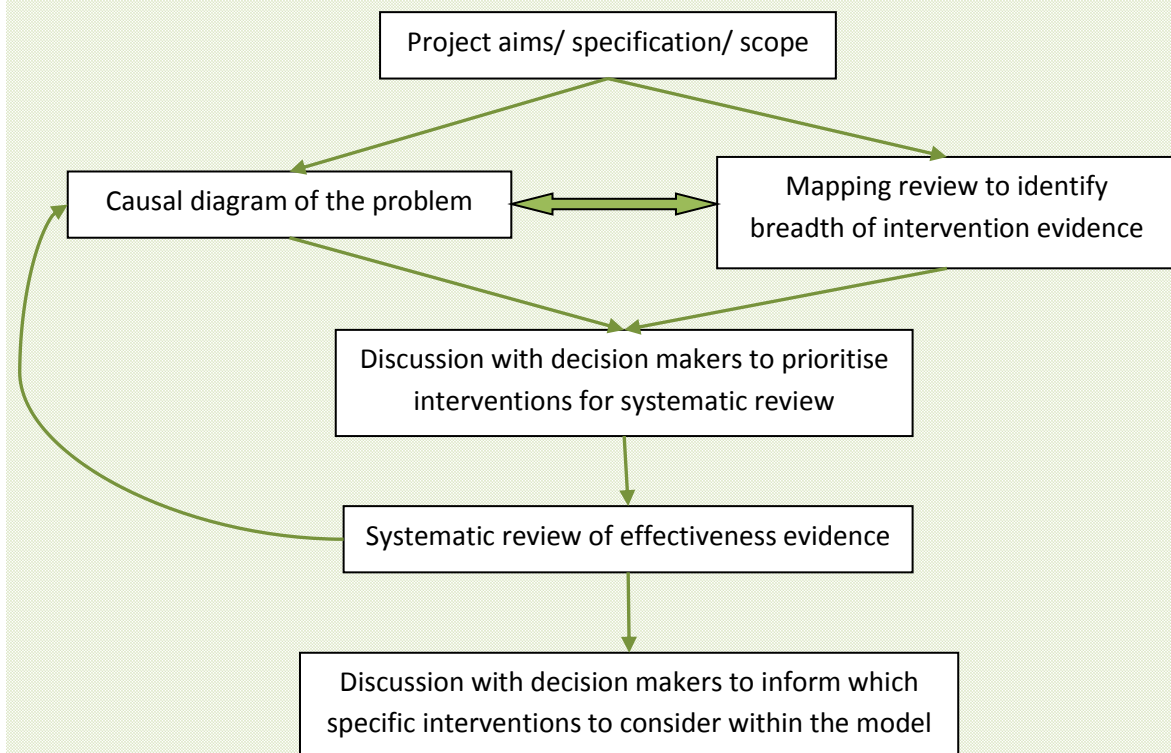 Project aims/ specification/ scope
Causal diagram of the problem
Mapping review to identify
breadth of intervention evidence
Discussion with decision makers to prioritise
interventions for systematic review
Systematic review of effectiveness evidence
Discussion with decision makers to inform which
specific interventions to consider within the model